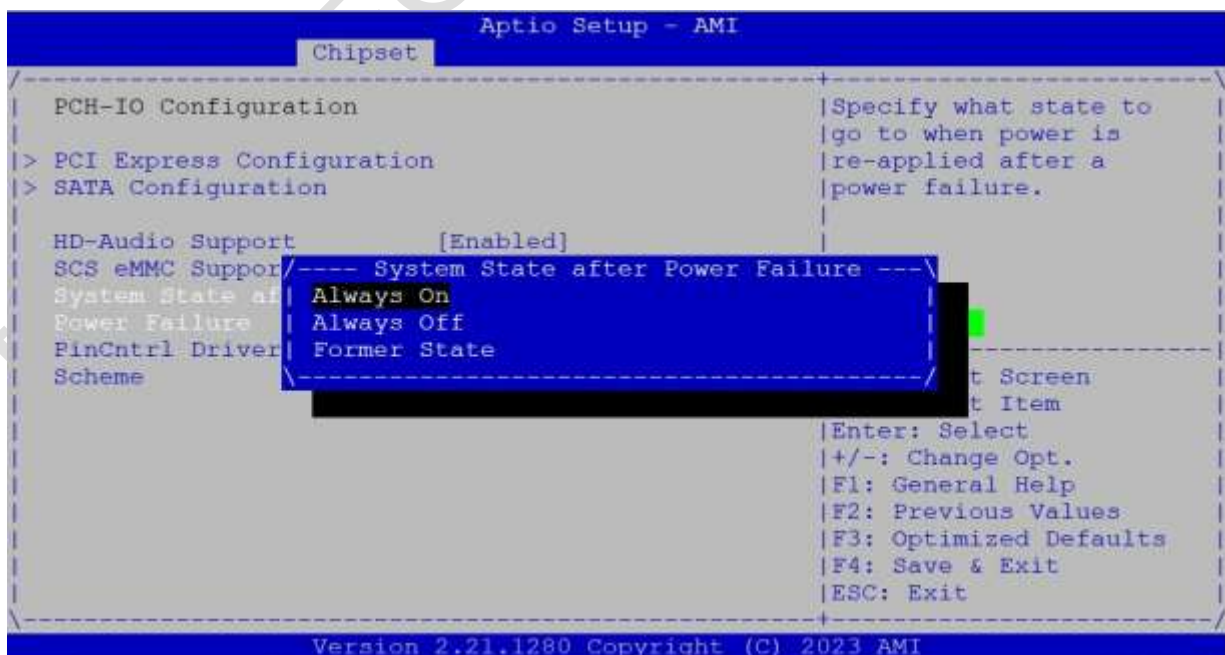 Aptio Setup - AMI
Chipset
PCH-IO Configuration
> PCI Express Configuration
> SATA Configuration
HD-Audio Support [Enabled]
SCS eMMC Suppor
System State af
Power Failure
PinCntrl Driver
Scheme
System State after Power Failure
Always On
Always Off
Former State
Specify what state to
go to when power is
re-applied after a
power failure.
t Screen
t Item
Enter: Select
+/-: Change Opt.
F1: General Help
F2: Previous Values
F3: Optimized Defaults
F4: Save & Exit
ESC: Exit
Version 2.21.1280 Copyright (C) 2023 AMI